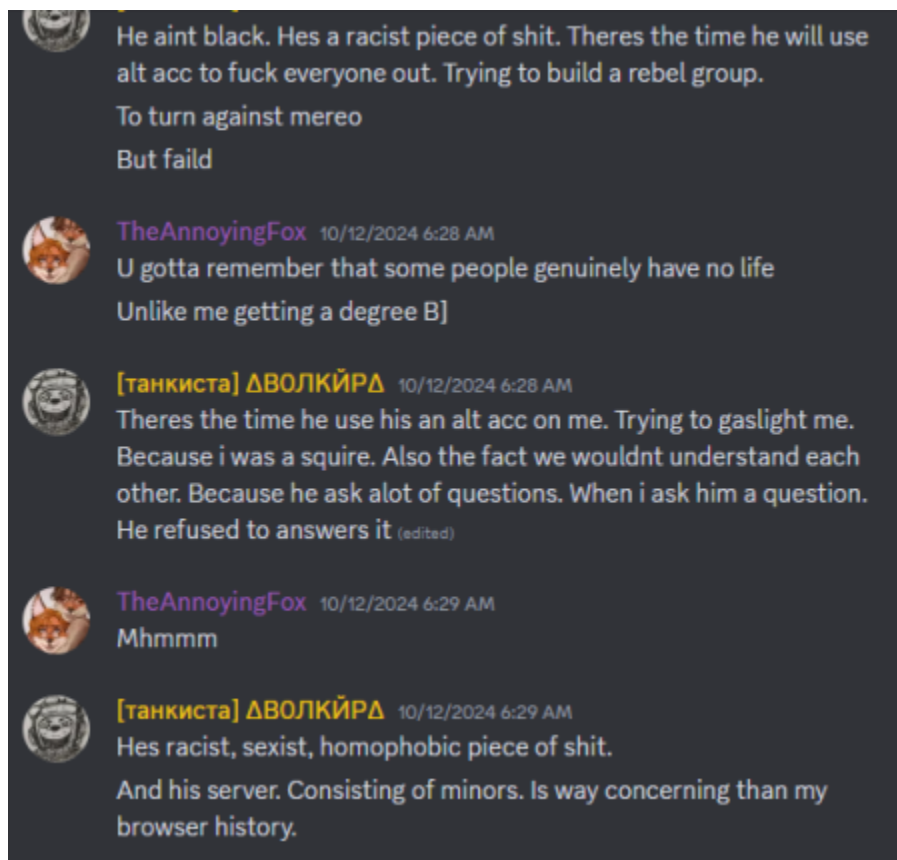 He aint black. Hes a racist piece of shit. Theres the time he will use
alt acc to fuck everyone out. Trying to build a rebel group.
To turn against mereo
But faild
TheAnnoyingFox 10/12/2024 6:28 AM
U gotta remember that some people genuinely have no life
Unlike me getting a degree B]
[танкиста] ΔВОЛКЙРΔ 10/12/2024 6:28 AM
Theres the time he use his an alt acc on me. Trying to gaslight me.
Because i was a squire. Also the fact we wouldnt understand each
other. Because he ask alot of questions. When i ask him a question.
He refused to answers it (edited)
TheAnnoyingFox 10/12/2024 6:29 AM
Mhmmm
[танкиста] ΔВОЛКЙРΔ 10/12/2024 6:29 AM
Hes racist, sexist, homophobic piece of shit.
And his server. Consisting of minors. Is way concerning than my
browser history.